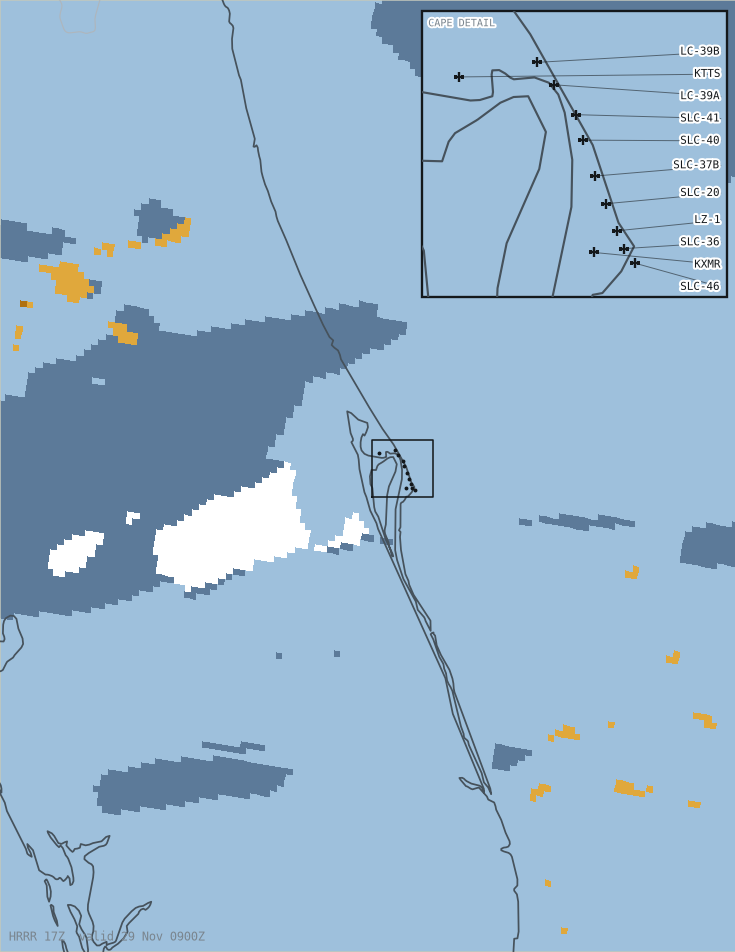 CAPE DETAIL
LC-39B
KTTS
LC-39A
SLC-41
SLC-40
SLC-37B
SLC-20
LZ-1
SLC-36
KXMR
SLC-46
HRRR 17Z valid 29 Nov 0900Z